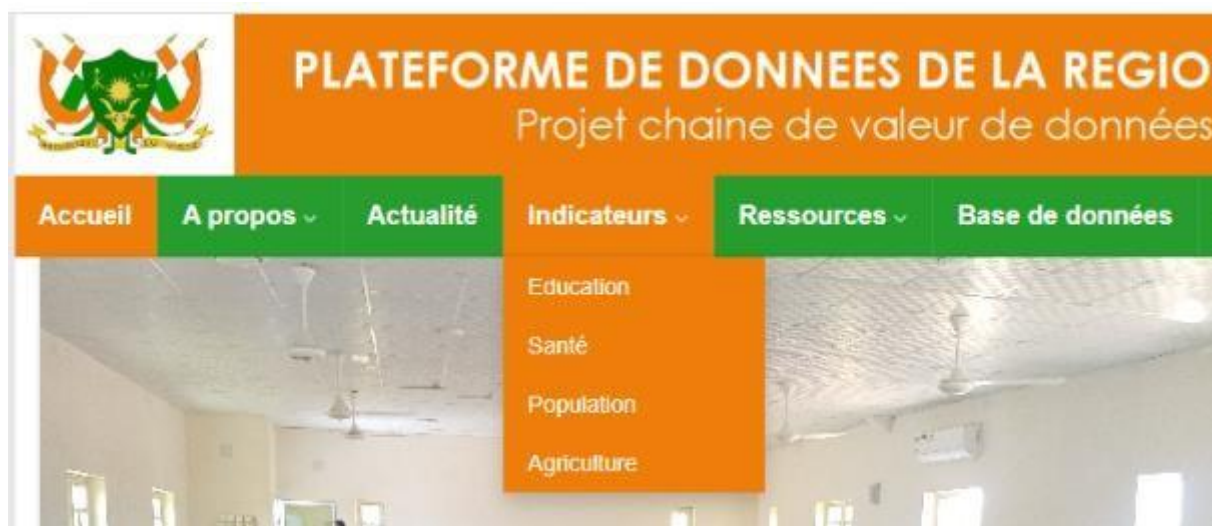 PLATEFORME DE DONNEES DE LA REGIO
Projet chaine de valeur de données
Accueil A propos Actualité Indicateurs Ressources Base de données
Education
Santé
Population
Agriculture